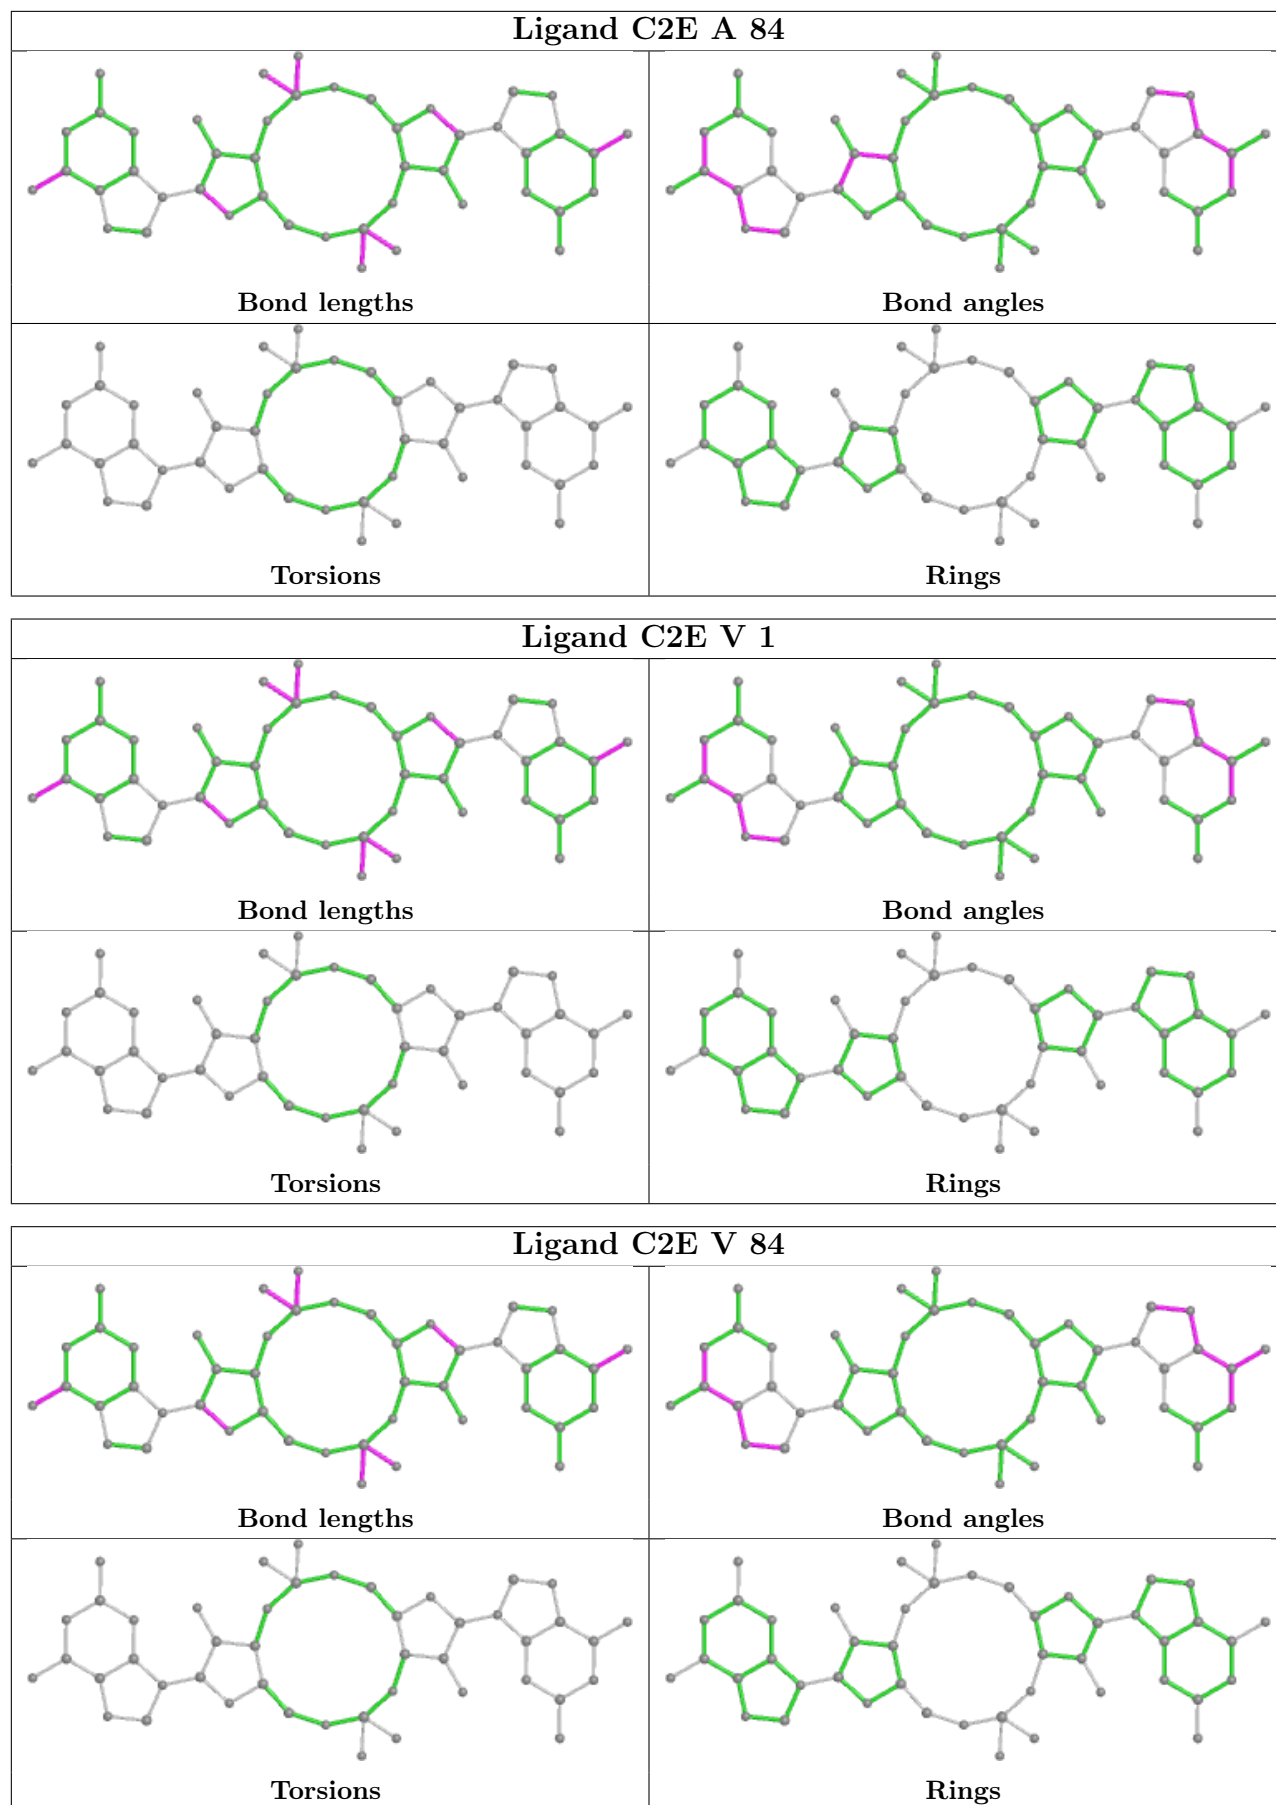 Ligand C2E A 84
Bond lengths
Bond angles
Torsions
Rings
Ligand C2E V 1
Bond lengths
Bond angles
Torsions
Rings
Ligand C2E V 84
Bond lengths
Bond angles
Torsions
Rings